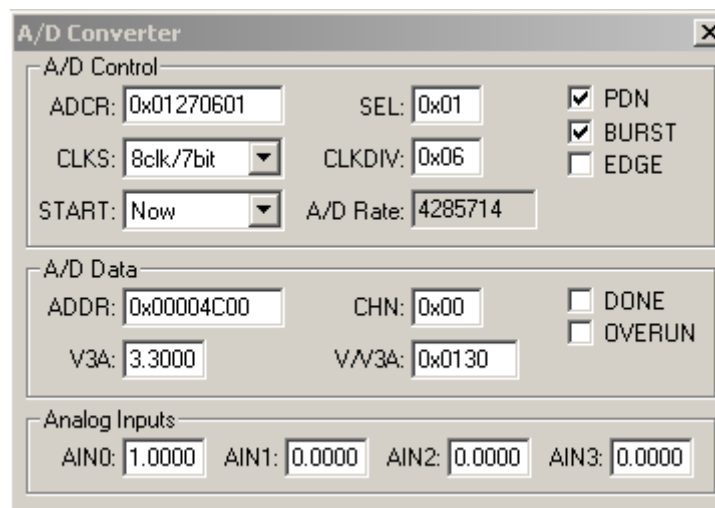 A/D Converter
A/D Control
ADCR: 0x01270601 SEL: 0x01 PDN
BURST
CLKS: 8clk/7bit CLKDIV: 0x06 EDGE
START: Now A/D Rate: 4285714
A/D Data
ADDR: 0x00004C00 CHN: 0x00 DONE
OVERUN
V3A: 3.3000 V/V3A: 0x0130
Analog Inputs
AIN0: 1.0000 AIN1: 0.0000 AIN2: 0.0000 AIN3: 0.0000